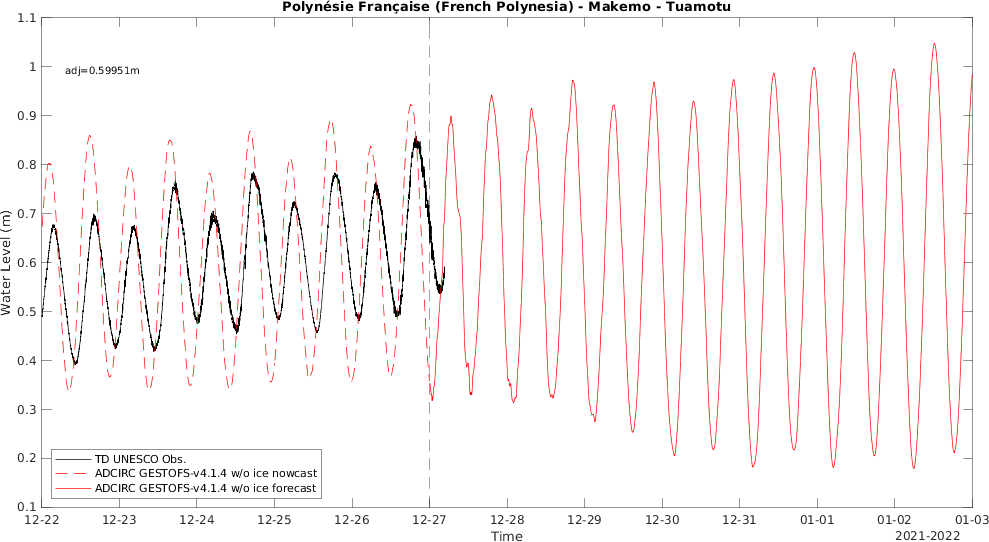 Polynésie Française (French Polynesia) - Makemo - Tuamotu
1.1
1
0.9
0.8
0.7
0.6
0.5
0.4
0.3
0.2
0.1
Water Level (m)
adj=0.59951m
TD UNESCO Obs.
ADCIRC GESTOFS-v4.1.4 w/o ice nowcast
ADCIRC GESTOFS-v4.1.4 w/o ice forecast
12-22 12-23 12-24 12-25 12-26 12-27 12-28 12-29 12-30 12-31 01-01 01-02 01-03
Time
2021-2022